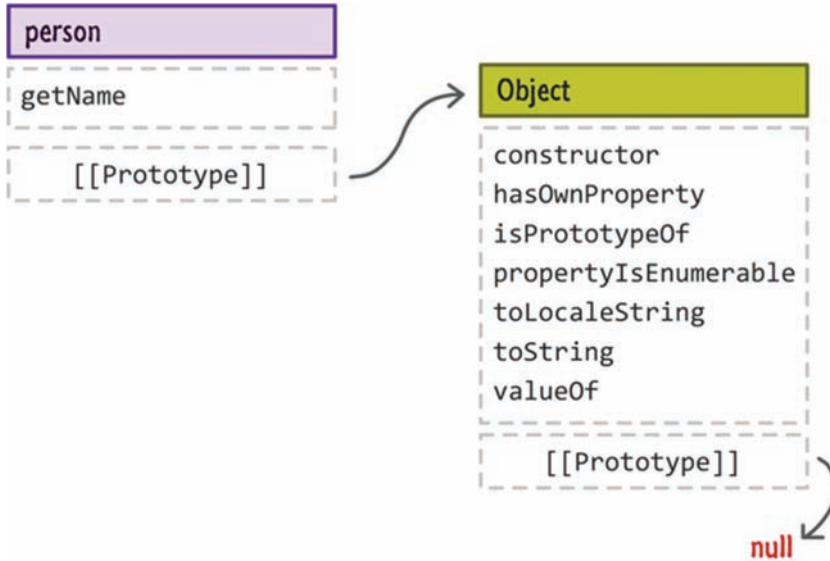 person
getName
[[Prototype]]
Object
constructor
hasOwnProperty
isPrototypeOf
propertyIsEnumerable
toLocaleString
toString
valueOf
[[Prototype]]
null